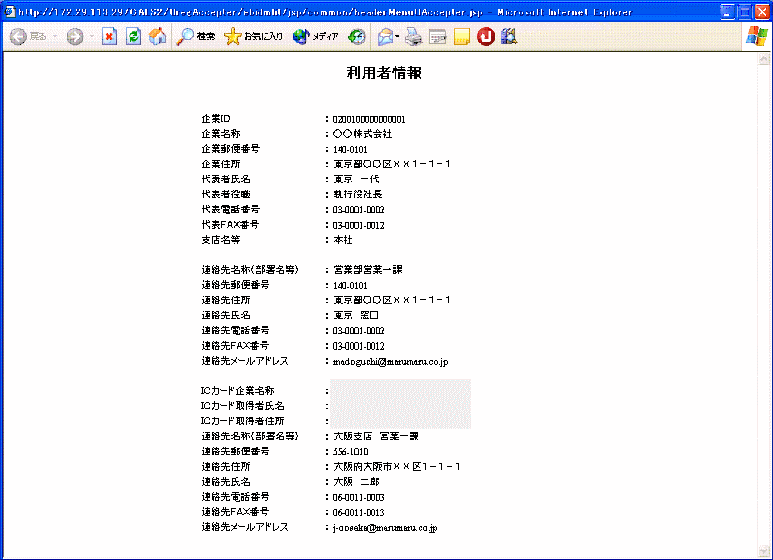 Microsoft Internet Explorer
戻る 検索 お気に入り メディア
利用者情報
企業ID : 0200100000000001
企業名称 : 〇〇株式会社
企業郵便番号 : 140-0101
企業住所 : 東京都〇〇区××1-1-1
代表者氏名 : 東京 一代
代表者役職 : 執行役社長
代表電話番号 : 03-0001-0002
代表FAX番号 : 03-0001-0012
支店名等 : 本社
連絡先名称(部署名等) : 営業部営業一課
連絡先郵便番号 : 140-0101
連絡先住所 : 東京都〇〇区××1-1-1
連絡先氏名 : 東京 窓口
連絡先電話番号 : 03-0001-0002
連絡先FAX番号 : 03-0001-0012
連絡先メールアドレス : madoguchi@marumaru.co.jp
ICカード企業名称 :
ICカード取得者氏名 :
ICカード取得者住所 :
連絡先名称(部署名等) : 大阪支店 営業一課
連絡先郵便番号 : 556-1010
連絡先住所 : 大阪府大阪市××区1-1-1
連絡先氏名 : 大阪 二郎
連絡先電話番号 : 06-0011-0003
連絡先FAX番号 : 06-0011-0013
連絡先メールアドレス : j-oosaka@marumaru.co.jp